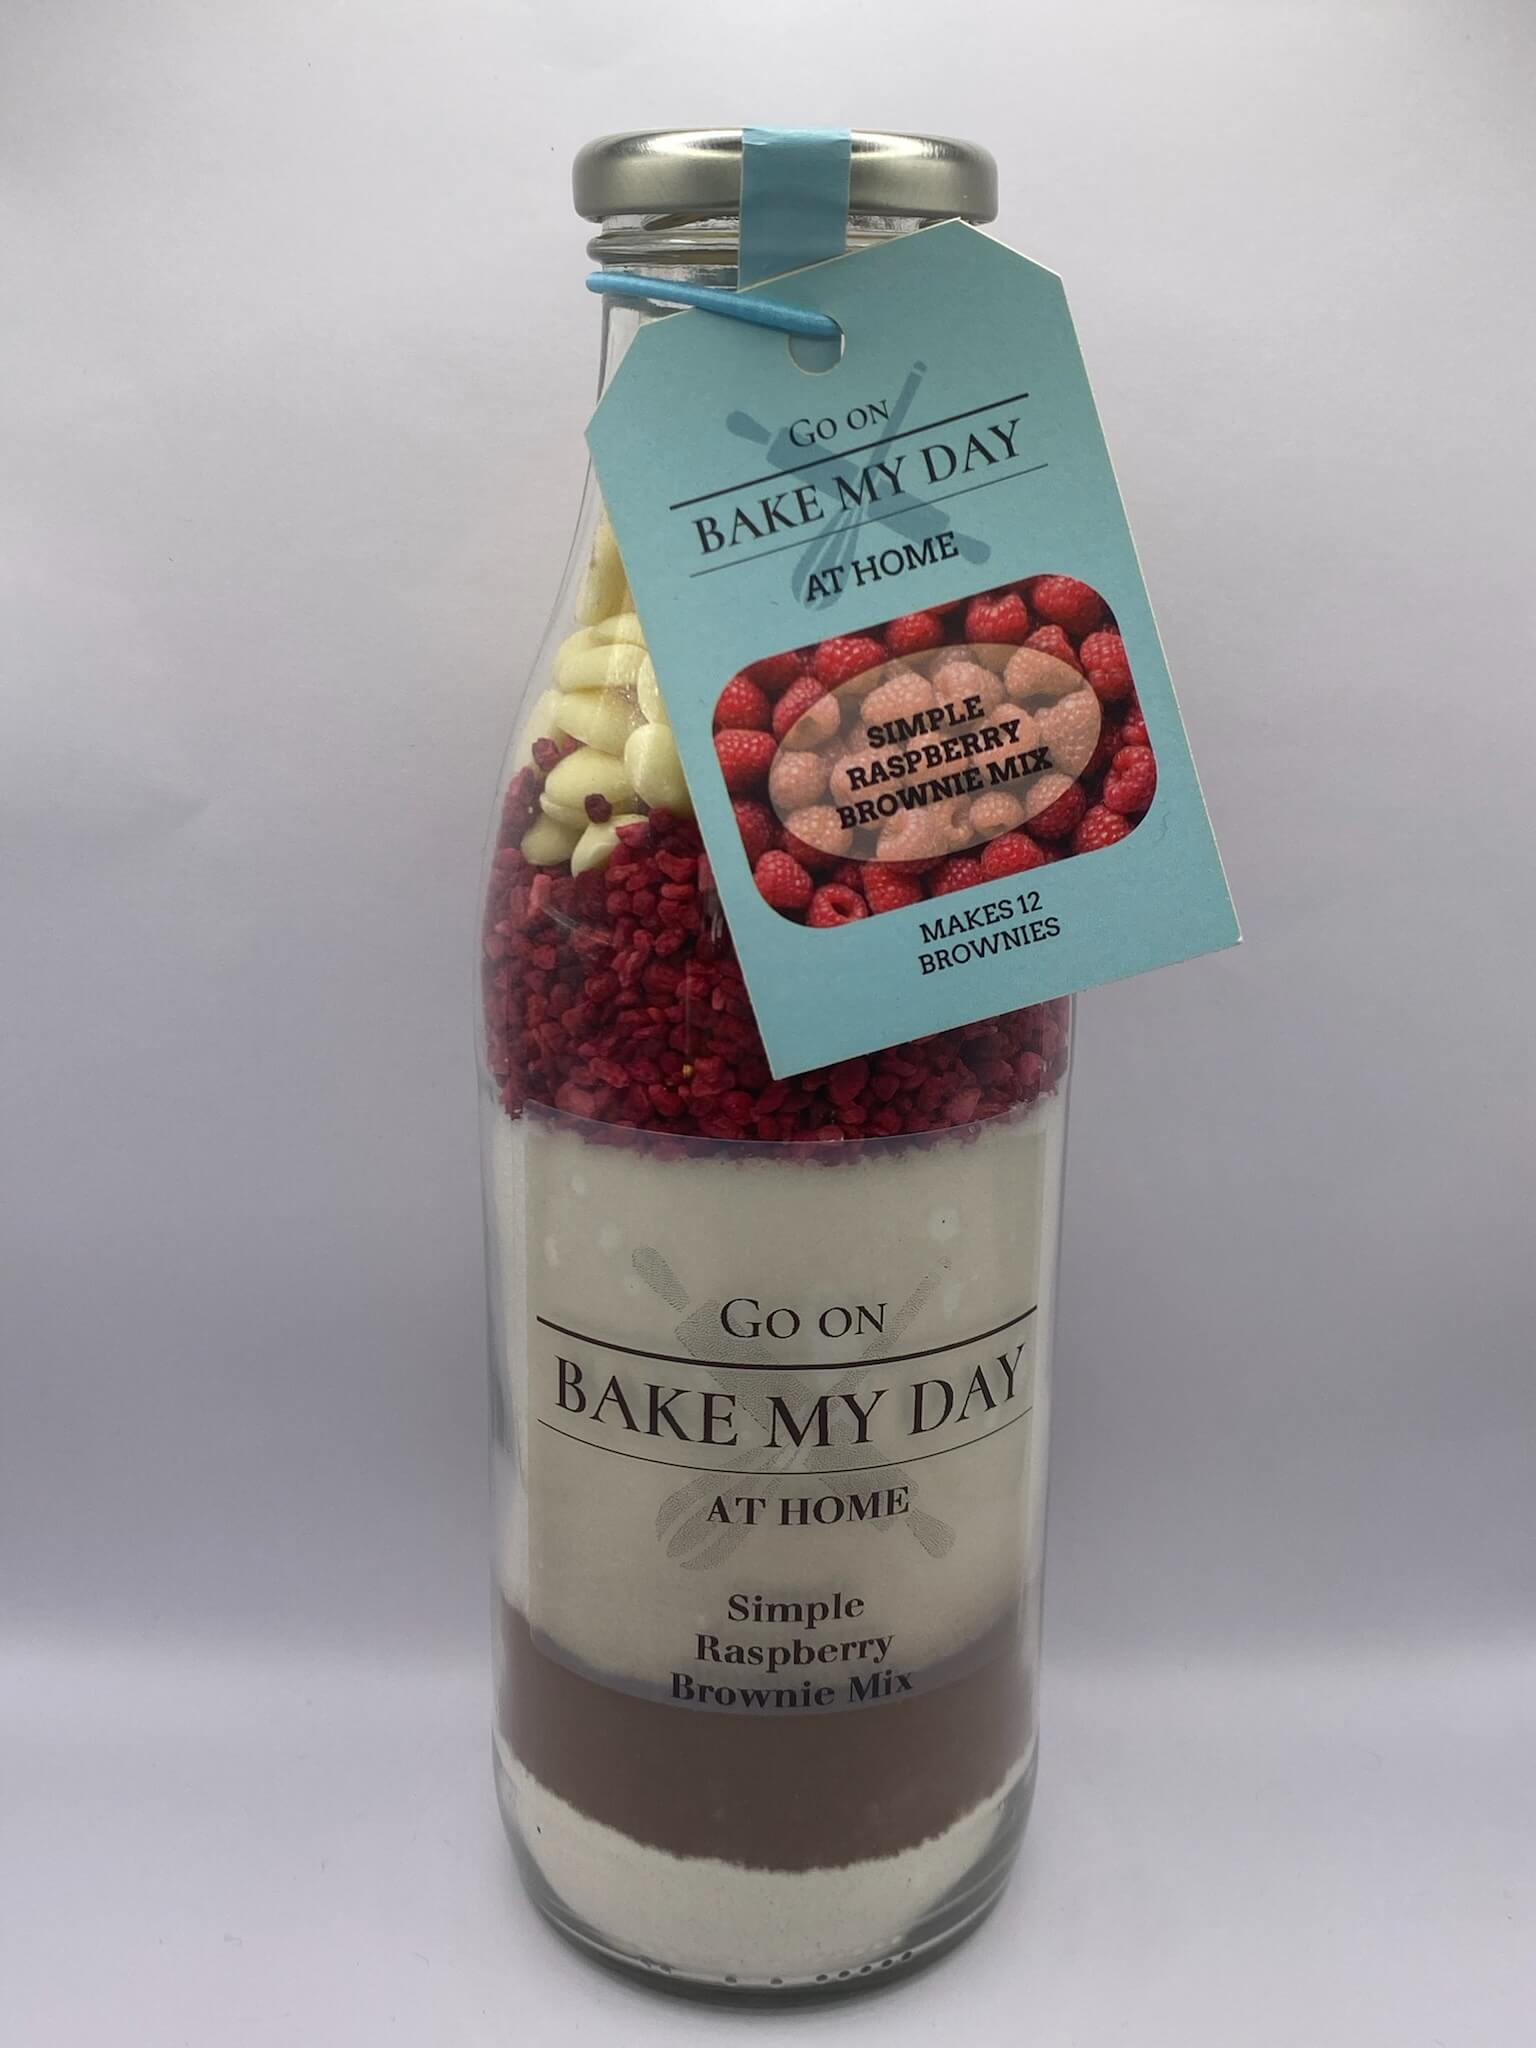 GO ON
BAKE MY DAY
AT HOME
SIMPLE
RASPBERRY
BROWNIE MIX
MAKES 12
BROWNIES
GO ON
BAKE MY DAY
AT HOME
Simple
Raspberry
Brownie Mix